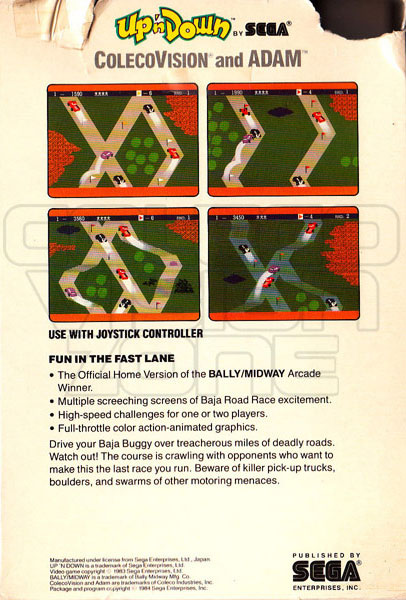 Up'n Down™ BY SEGA®
COLECOVISION™ and ADAM™
1 - 1590
6
RND. 1
1 - 1990
4
RND. 1
3560
6
RND. 1
1 - 3450
4
RND. 2
USE WITH JOYSTICK CONTROLLER
FUN IN THE FAST LANE
• The Official Home Version of the BALLY/MIDWAY Arcade
Winner.
• Multiple screeching screens of Baja Road Race excitement.
• High-speed challenges for one or two players.
• Full-throttle color action-animated graphics.
Drive your Baja Buggy over treacherous miles of deadly roads.
Watch out! The course is crawling with opponents who want to
make this the last race you run. Beware of killer pick-up trucks,
boulders, and swarms of other motoring menaces.
Manufactured under license from Sega Enterprises, Ltd., Japan.
UP 'N DOWN is a trademark of Sega Enterprises, Ltd.
Video game copyright © 1983 Sega Enterprises, Ltd.
BALLY/MIDWAY is a trademark of Bally Midway Mfg. Co.
ColecoVision and Adam are trademarks of Coleco Industries, Inc.
Package and program copyright © 1984 Sega Enterprises, Inc.
PUBLISHED BY
SEGA®
ENTERPRISES, INC.
COLECO
VISION
ZONE